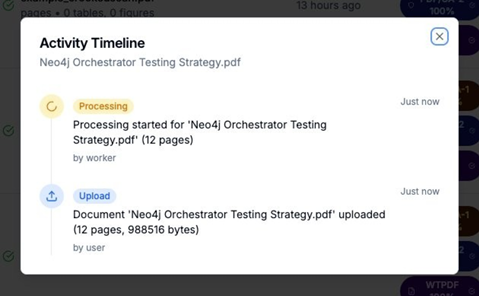 pages • 0 tables, 0 figures
13 hours ago
100%
Activity Timeline
Neo4j Orchestrator Testing Strategy.pdf
Processing
Just now
Processing started for 'Neo4j Orchestrator Testing
Strategy.pdf' (12 pages)
by worker
Upload
Just now
Document 'Neo4j Orchestrator Testing Strategy.pdf' uploaded
(12 pages, 988516 bytes)
by user
WTPDF
100%